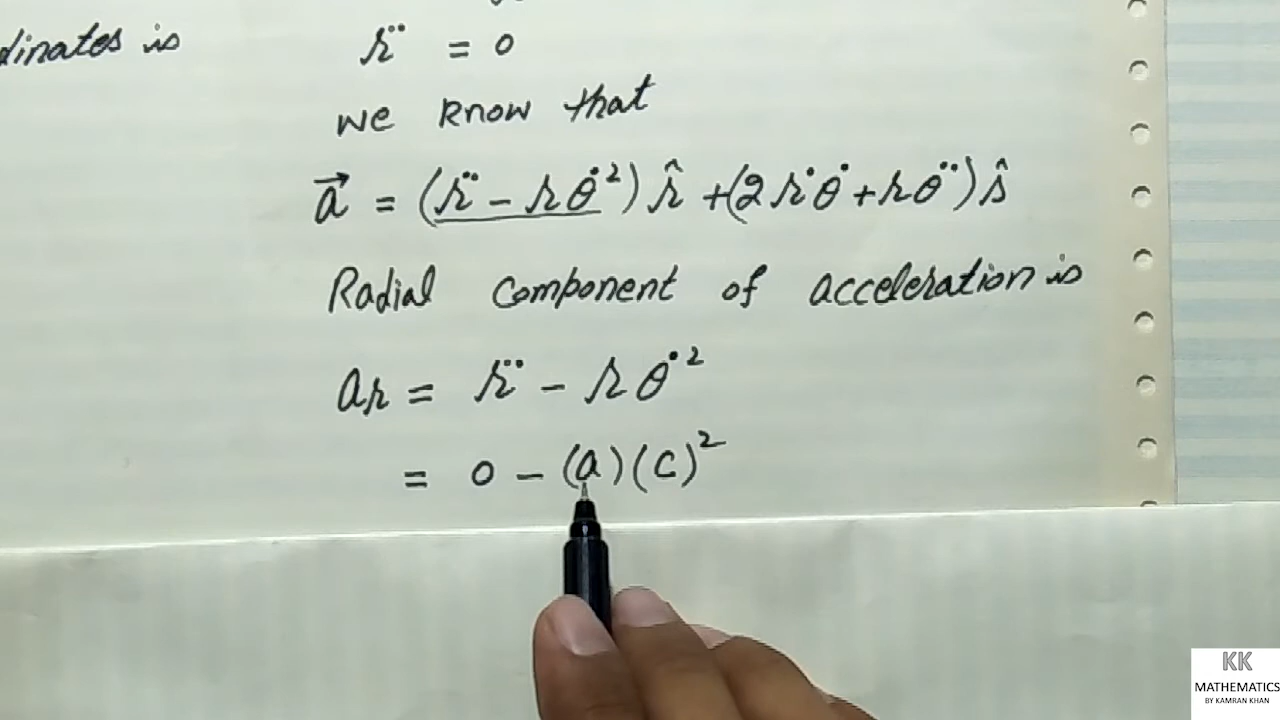 dinates is
r̈ = 0
we know that
a⃗ = (r̈ - rθ̇²) r̂ + (2ṙθ̇ + rθ̈) ŝ
Radial component of acceleration is
ar = r̈ - rθ̇²
= 0 - (a)(c)²
KK
MATHEMATICS
BY KAMRAN KHAN